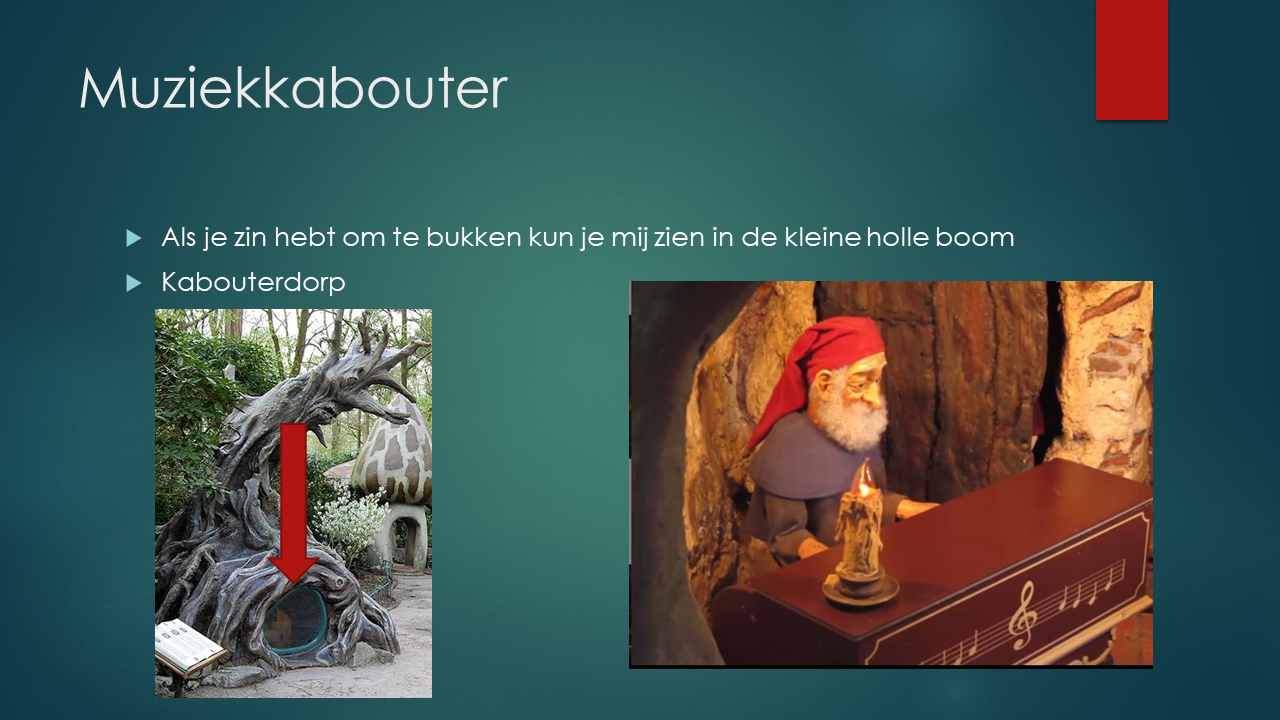 Muziekkabouter
Als je zin hebt om te bukken kun je mij zien in de kleine holle boom
Kabouterdorp